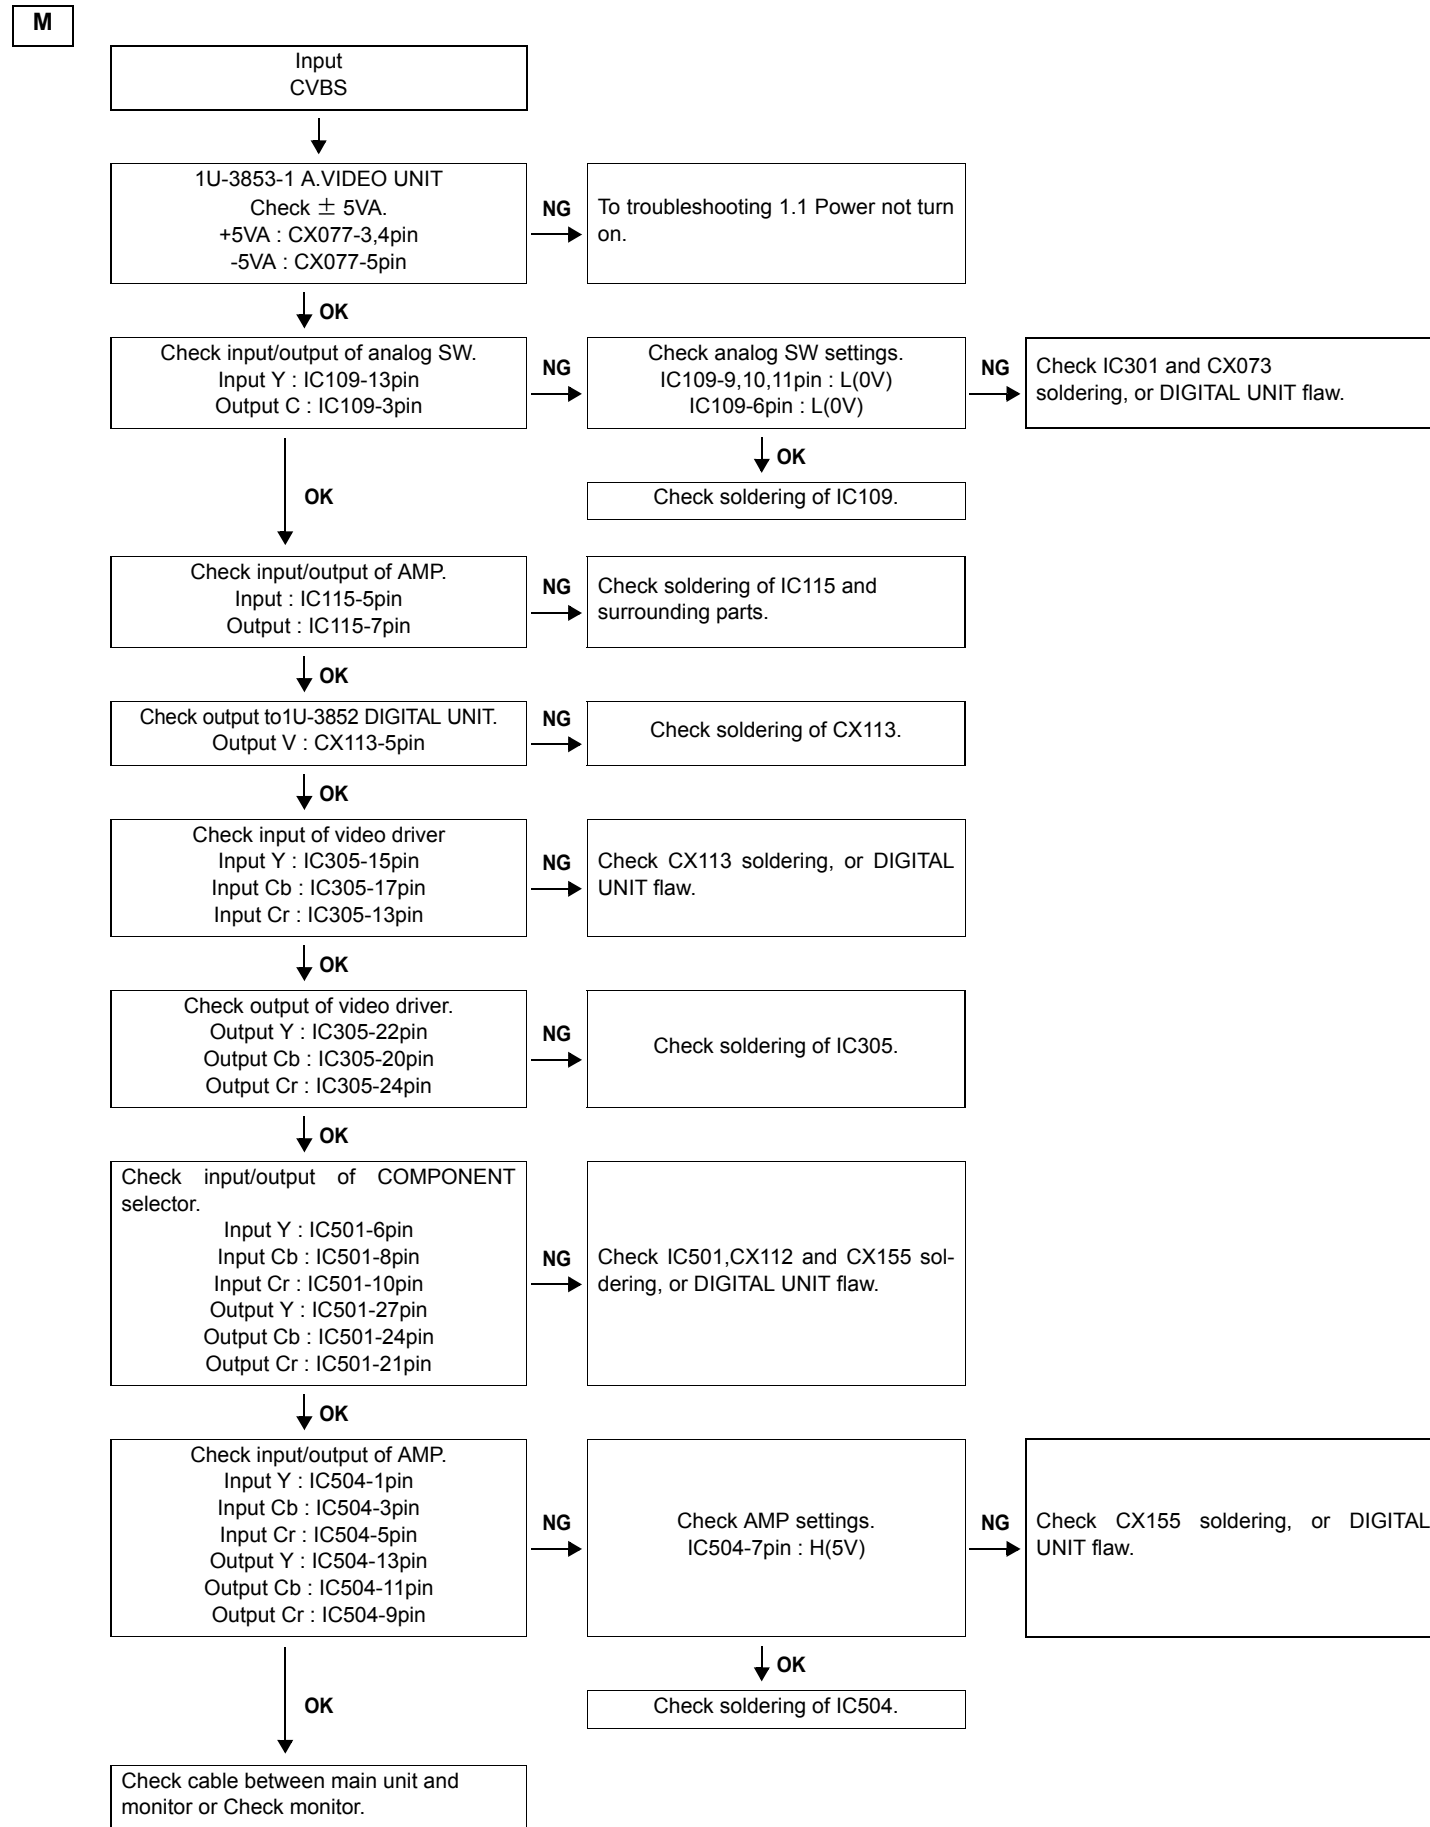 M
Input
CVBS
1U-3853-1 A.VIDEO UNIT
Check ± 5VA.
+5VA : CX077-3,4pin
-5VA : CX077-5pin
NG
To troubleshooting 1.1 Power not turn
on.
OK
Check input/output of analog SW.
Input Y : IC109-13pin
Output C : IC109-3pin
NG
Check analog SW settings.
IC109-9,10,11pin : L(0V)
IC109-6pin : L(0V)
NG
Check IC301 and CX073
soldering, or DIGITAL UNIT flaw.
OK
Check soldering of IC109.
OK
Check input/output of AMP.
Input : IC115-5pin
Output : IC115-7pin
NG
Check soldering of IC115 and
surrounding parts.
OK
Check output to1U-3852 DIGITAL UNIT.
Output V : CX113-5pin
NG
Check soldering of CX113.
OK
Check input of video driver
Input Y : IC305-15pin
Input Cb : IC305-17pin
Input Cr : IC305-13pin
NG
Check CX113 soldering, or DIGITAL
UNIT flaw.
OK
Check output of video driver.
Output Y : IC305-22pin
Output Cb : IC305-20pin
Output Cr : IC305-24pin
NG
Check soldering of IC305.
OK
Check input/output of COMPONENT
selector.
Input Y : IC501-6pin
Input Cb : IC501-8pin
Input Cr : IC501-10pin
Output Y : IC501-27pin
Output Cb : IC501-24pin
Output Cr : IC501-21pin
NG
Check IC501,CX112 and CX155 sol-
dering, or DIGITAL UNIT flaw.
OK
Check input/output of AMP.
Input Y : IC504-1pin
Input Cb : IC504-3pin
Input Cr : IC504-5pin
Output Y : IC504-13pin
Output Cb : IC504-11pin
Output Cr : IC504-9pin
NG
Check AMP settings.
IC504-7pin : H(5V)
NG
Check CX155 soldering, or DIGITAL
UNIT flaw.
OK
Check soldering of IC504.
OK
Check cable between main unit and
monitor or Check monitor.